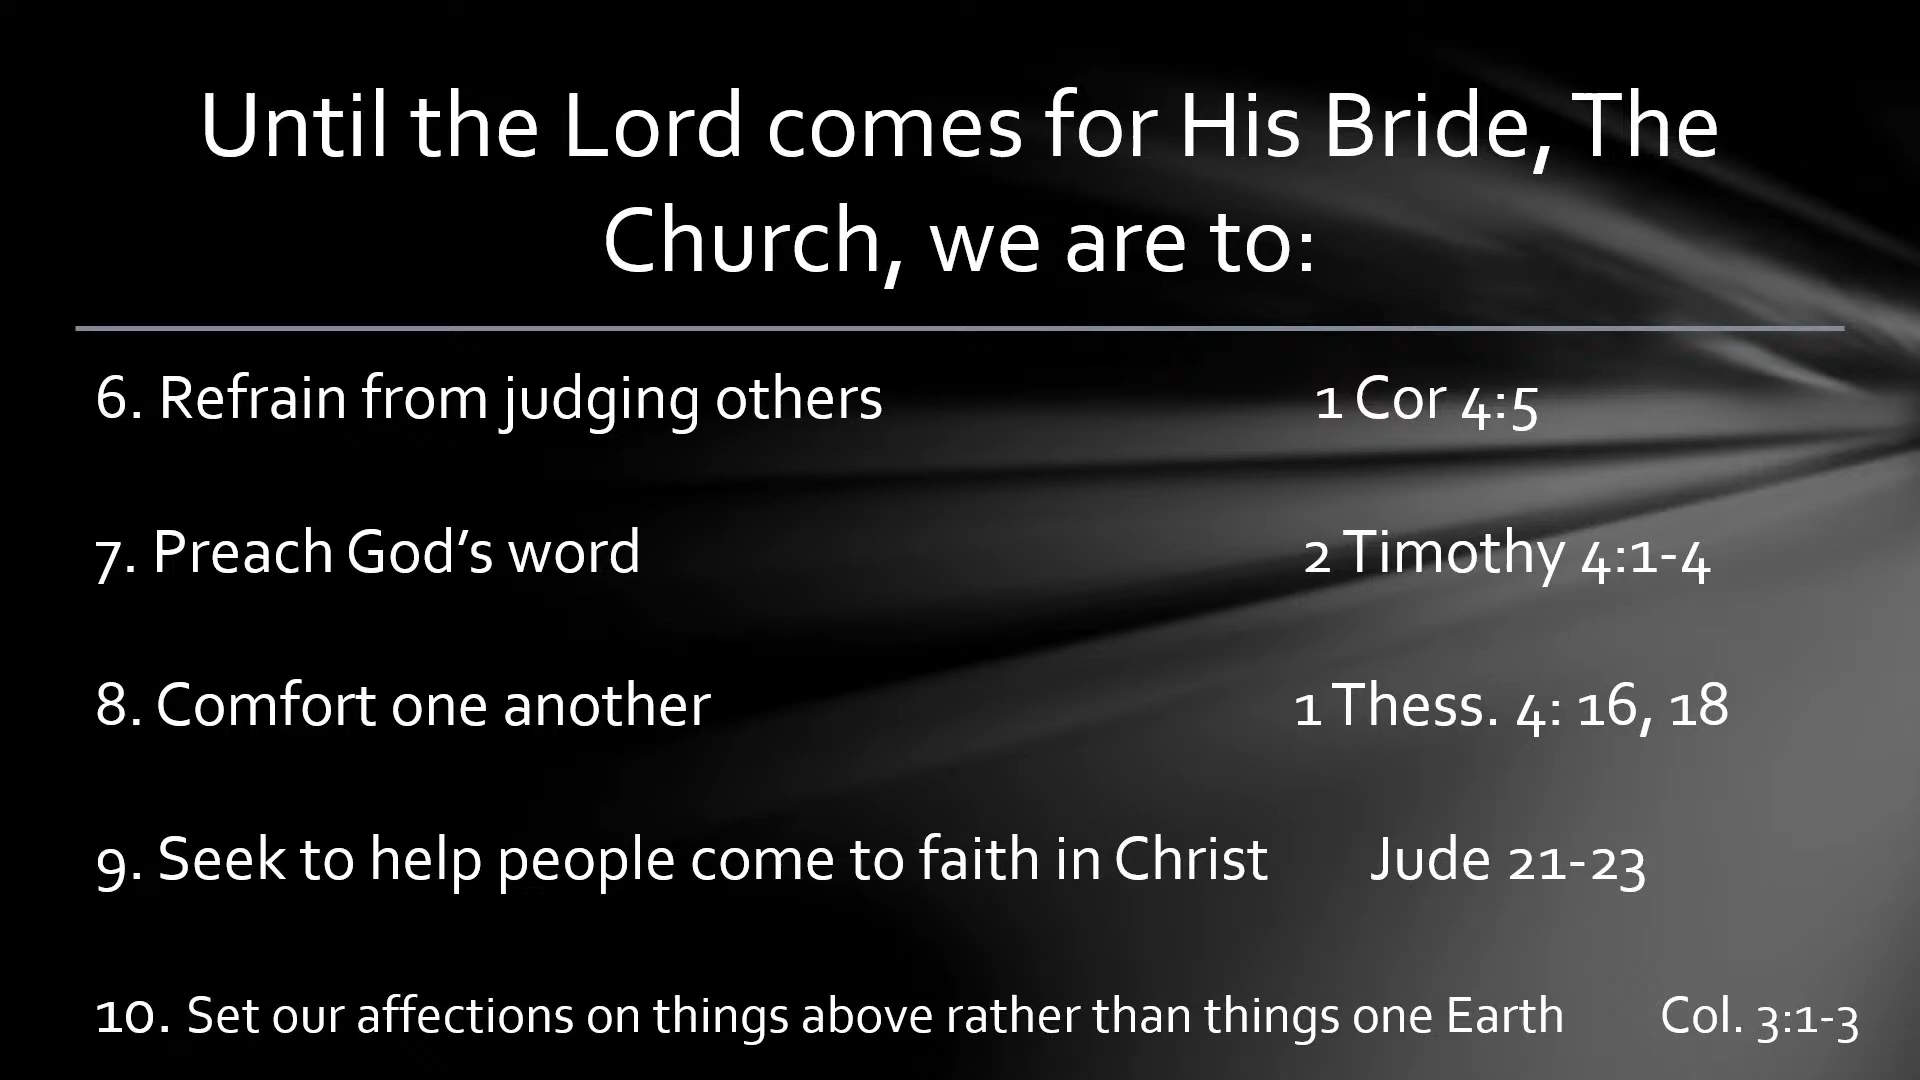 Until the Lord comes for His Bride, The
Church, we are to:
6. Refrain from judging others 1 Cor 4:5
7. Preach God’s word 2 Timothy 4:1-4
8. Comfort one another 1 Thess. 4: 16, 18
9. Seek to help people come to faith in Christ Jude 21-23
10. Set our affections on things above rather than things one Earth Col. 3:1-3